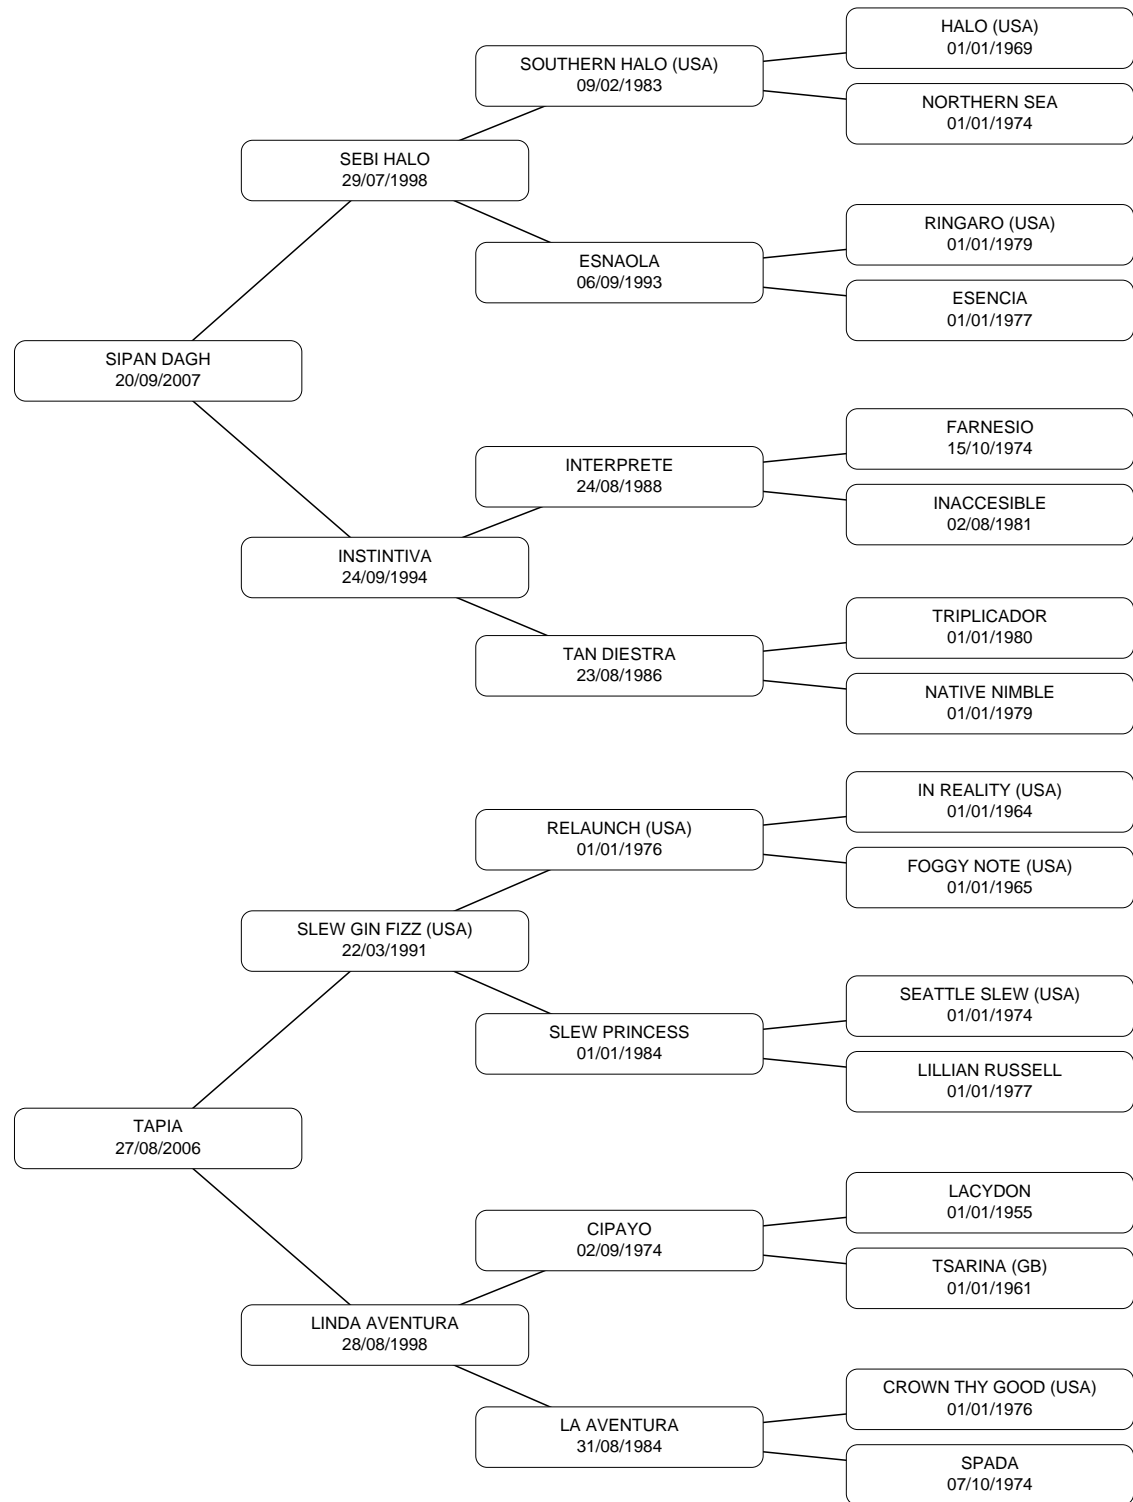 HALO (USA)
01/01/1969
SOUTHERN HALO (USA)
09/02/1983
NORTHERN SEA
01/01/1974
SEBI HALO
29/07/1998
RINGARO (USA)
01/01/1979
ESNAOLA
06/09/1993
ESENCIA
01/01/1977
SIPAN DAGH
20/09/2007
FARNESIO
15/10/1974
INTERPRETE
24/08/1988
INACCESIBLE
02/08/1981
INSTINTIVA
24/09/1994
TRIPLICADOR
01/01/1980
TAN DIESTRA
23/08/1986
NATIVE NIMBLE
01/01/1979
IN REALITY (USA)
01/01/1964
RELAUNCH (USA)
01/01/1976
FOGGY NOTE (USA)
01/01/1965
SLEW GIN FIZZ (USA)
22/03/1991
SEATTLE SLEW (USA)
01/01/1974
SLEW PRINCESS
01/01/1984
LILLIAN RUSSELL
01/01/1977
TAPIA
27/08/2006
LACYDON
01/01/1955
CIPAYO
02/09/1974
TSARINA (GB)
01/01/1961
LINDA AVENTURA
28/08/1998
CROWN THY GOOD (USA)
01/01/1976
LA AVENTURA
31/08/1984
SPADA
07/10/1974